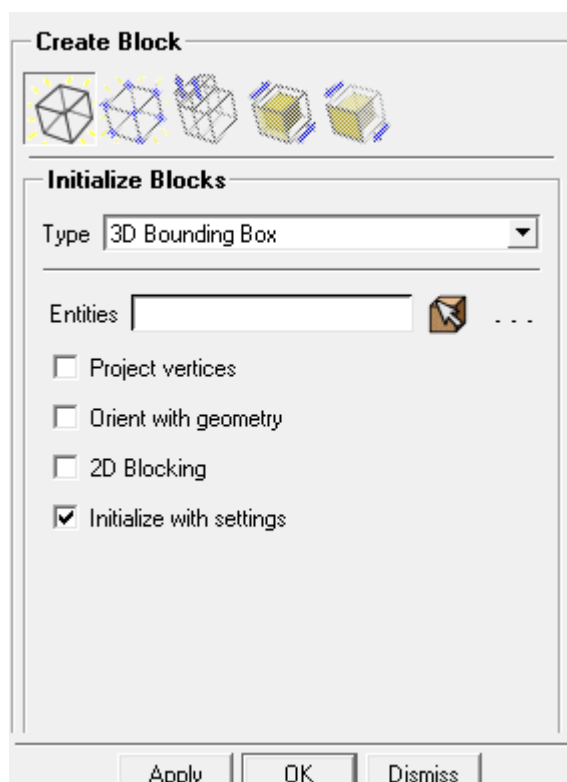 Create Block
Initialize Blocks
Type 3D Bounding Box
Entities ...
Project vertices
Orient with geometry
2D Blocking
Initialize with settings
Apply OK Dismiss